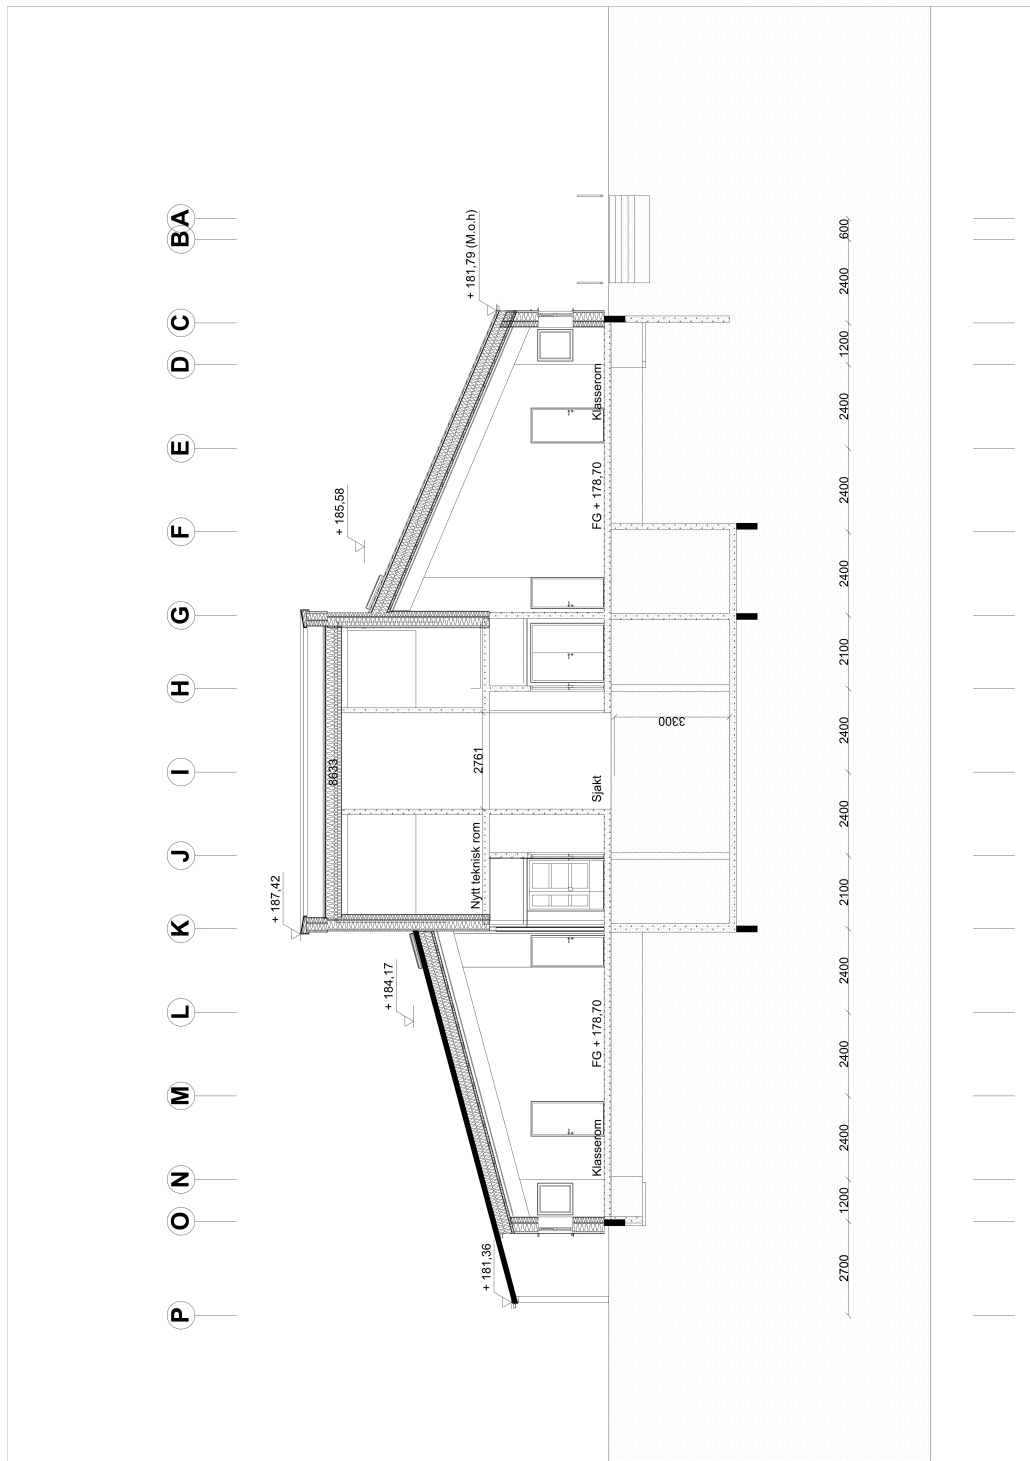 P O N M L K J I H G F E D C B A
+ 187,42
8633
+ 185,58
+ 184,17
+ 181,79 (M.o.h)
Nytt teknisk rom
2761
+ 181,36
Klasserom
FG + 178,70
Sjakt
FG + 178,70
Klasserom
3300
2700 1200 2400 2400 2400 2100 2400 2400 2100 2400 2400 2400 1200 2400 600